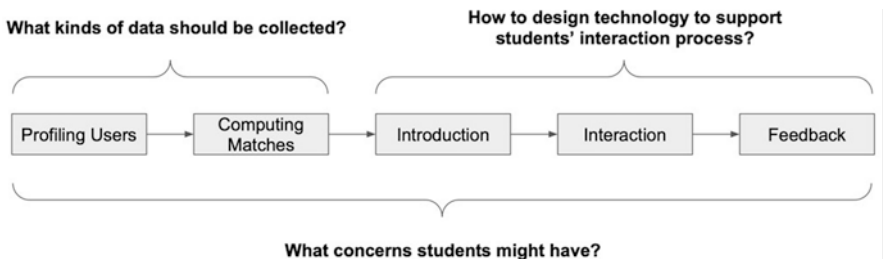 What kinds of data should be collected?
How to design technology to support
students' interaction process?
Profiling Users
Computing
Matches
Introduction
Interaction
Feedback
What concerns students might have?